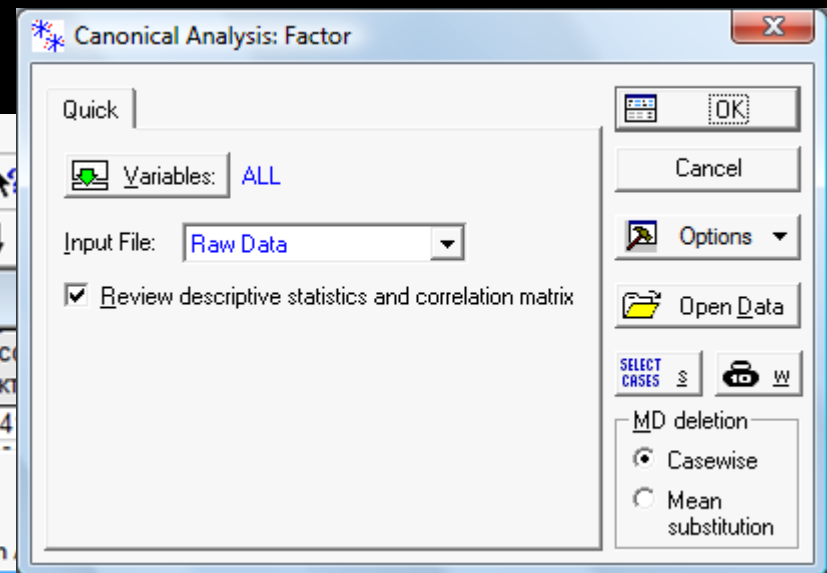 Canonical Analysis: Factor
Quick
Variables: ALL
Input File: Raw Data
Review descriptive statistics and correlation matrix
OK
Cancel
Options
Open Data
SELECT
CASES S
W
MD deletion
Casewise
Mean
substitution